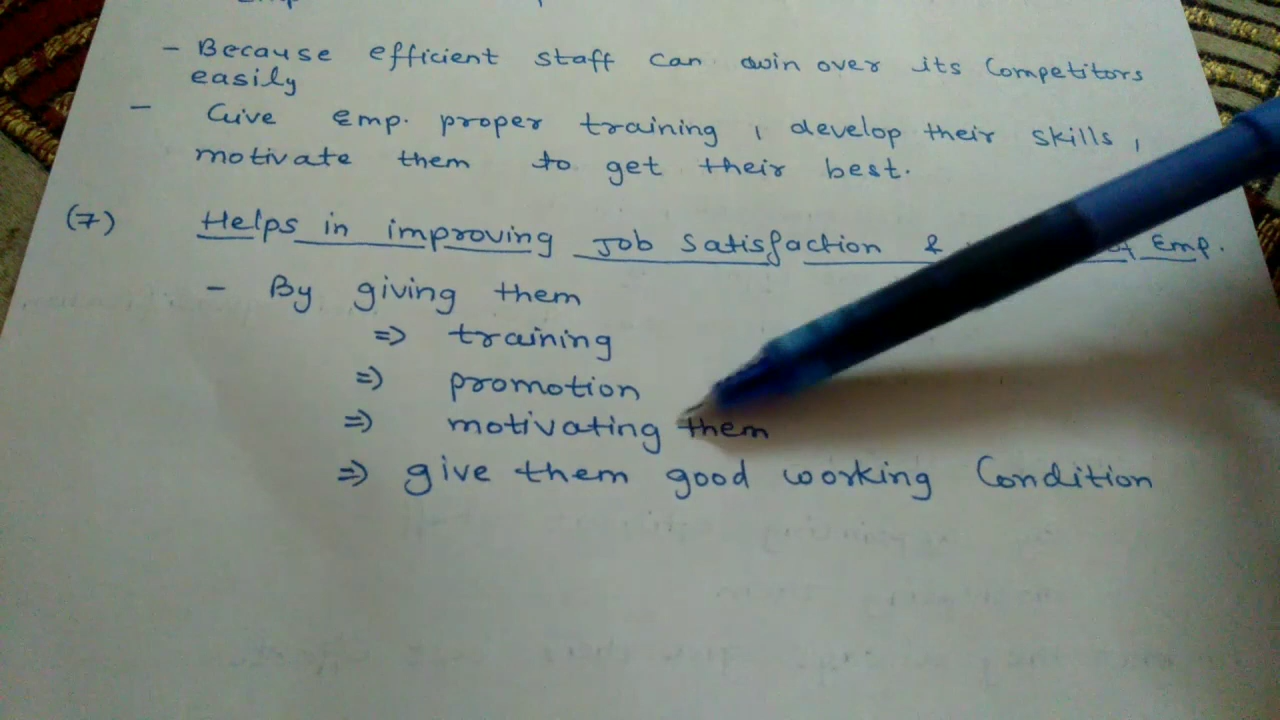 - Because efficient staff can win over its Competitors
easily
- Give emp. proper training, develop their skills,
motivate them to get their best.
(7) Helps in improving Job Satisfaction & of Emp.
- By giving them
=> training
=> promotion
=> motivating them
=> give them good working Condition